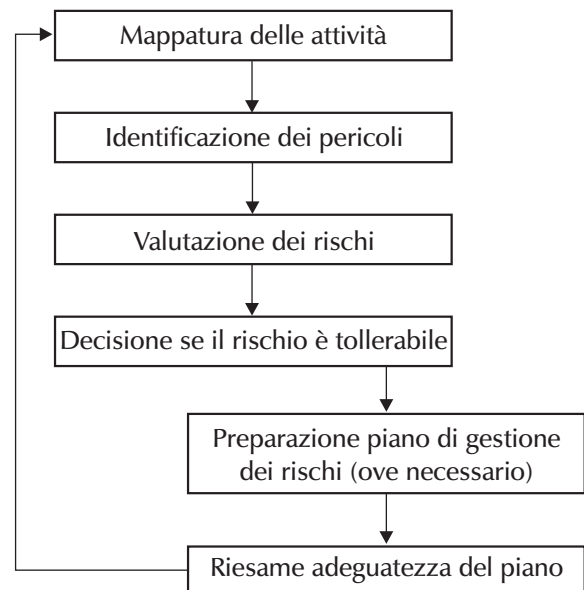 Mappatura delle attività
Identificazione dei pericoli
Valutazione dei rischi
Decisione se il rischio è tollerabile
Preparazione piano di gestione
dei rischi (ove necessario)
Riesame adeguatezza del piano